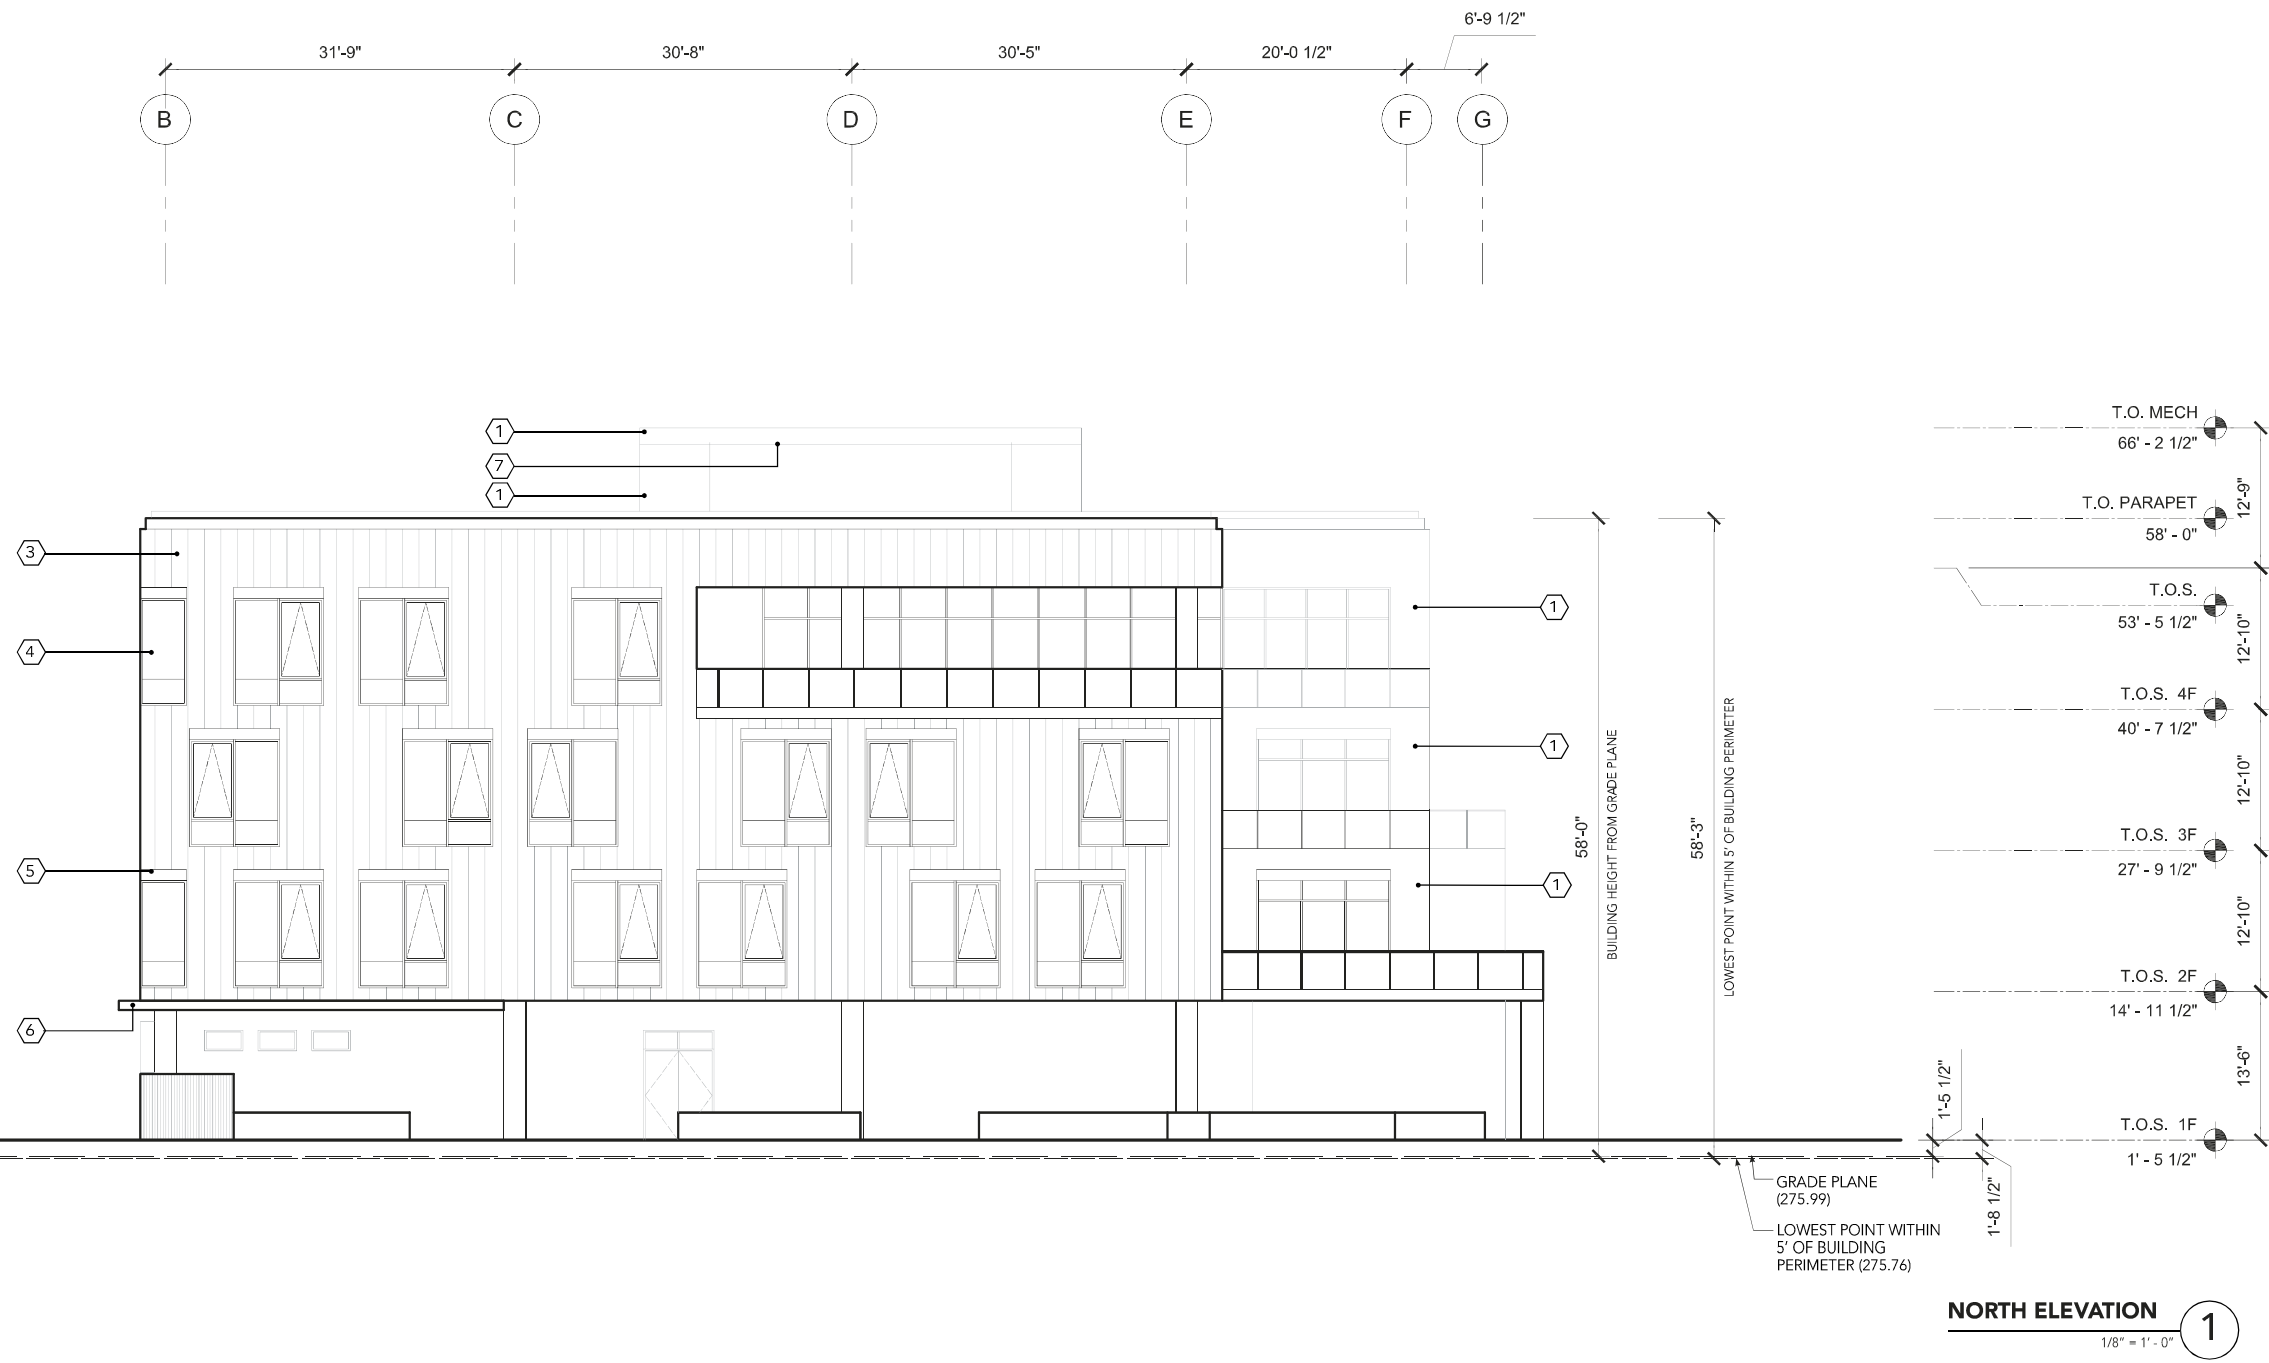 6'-9 1/2"
31'-9"
30'-8"
30'-5"
20'-0 1/2"
B
C
D
E
F
G
1
7
1
3
4
5
6
1
1
1
58'-0"
BUILDING HEIGHT FROM GRADE PLANE
58'-3"
LOWEST POINT WITHIN 5' OF BUILDING PERIMETER
T.O. MECH
66' - 2 1/2"
12'-9"
T.O. PARAPET
58' - 0"
T.O.S.
53' - 5 1/2"
12'-10"
T.O.S. 4F
40' - 7 1/2"
12'-10"
T.O.S. 3F
27' - 9 1/2"
12'-10"
T.O.S. 2F
14' - 11 1/2"
13'-6"
1'-5 1/2"
T.O.S. 1F
1' - 5 1/2"
1'-8 1/2"
GRADE PLANE
(275.99)
LOWEST POINT WITHIN
5' OF BUILDING
PERIMETER (275.76)
NORTH ELEVATION
1/8" = 1' - 0"
1